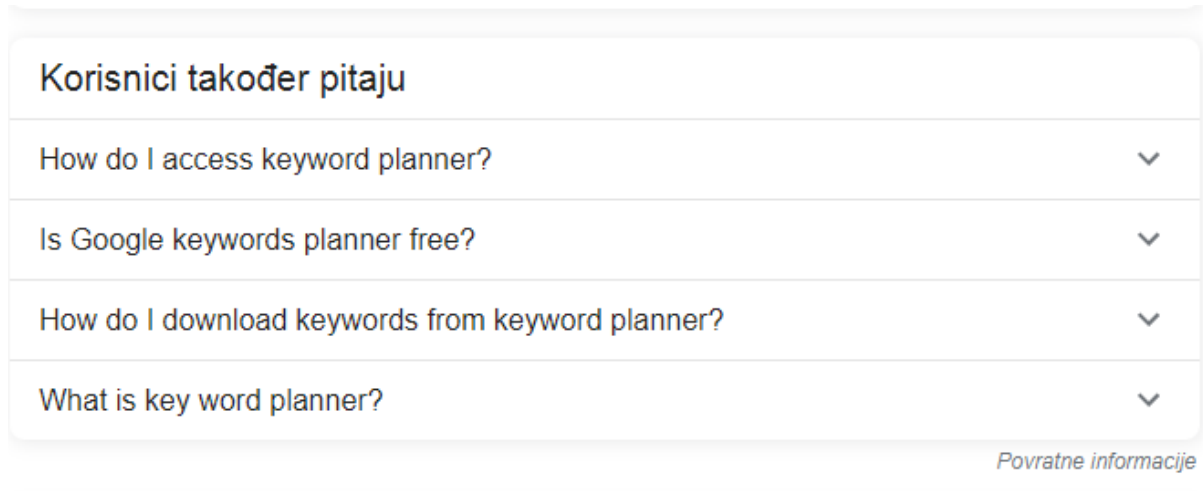 Korisnici također pitaju
How do I access keyword planner?
Is Google keywords planner free?
How do I download keywords from keyword planner?
What is key word planner?
Povratne informacije